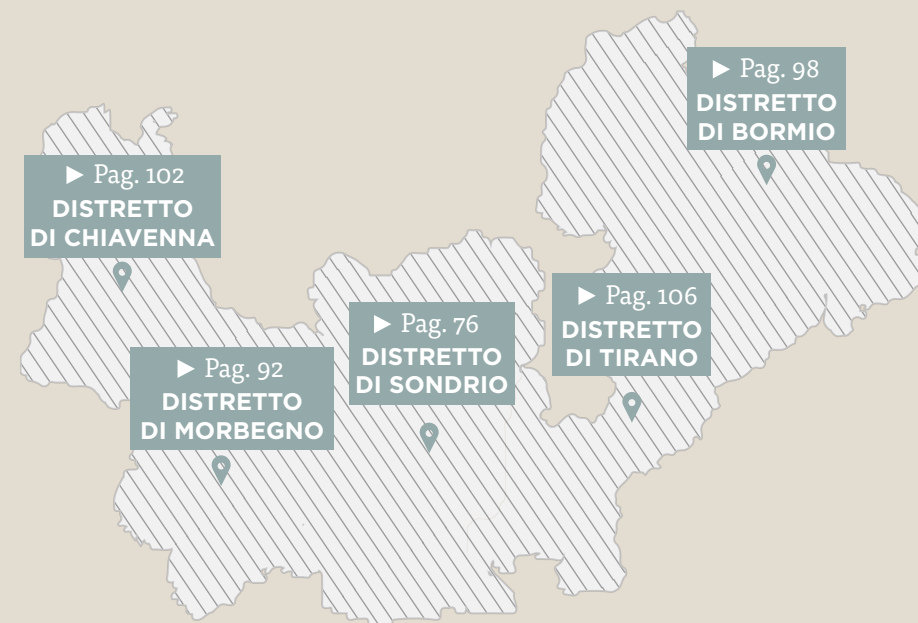 ► Pag. 98
DISTRETTO
DI BORMIO
► Pag. 102
DISTRETTO
DI CHIAVENNA
► Pag. 106
DISTRETTO
DI TIRANO
► Pag. 76
DISTRETTO
DI SONDRIO
► Pag. 92
DISTRETTO
DI MORBEGNO